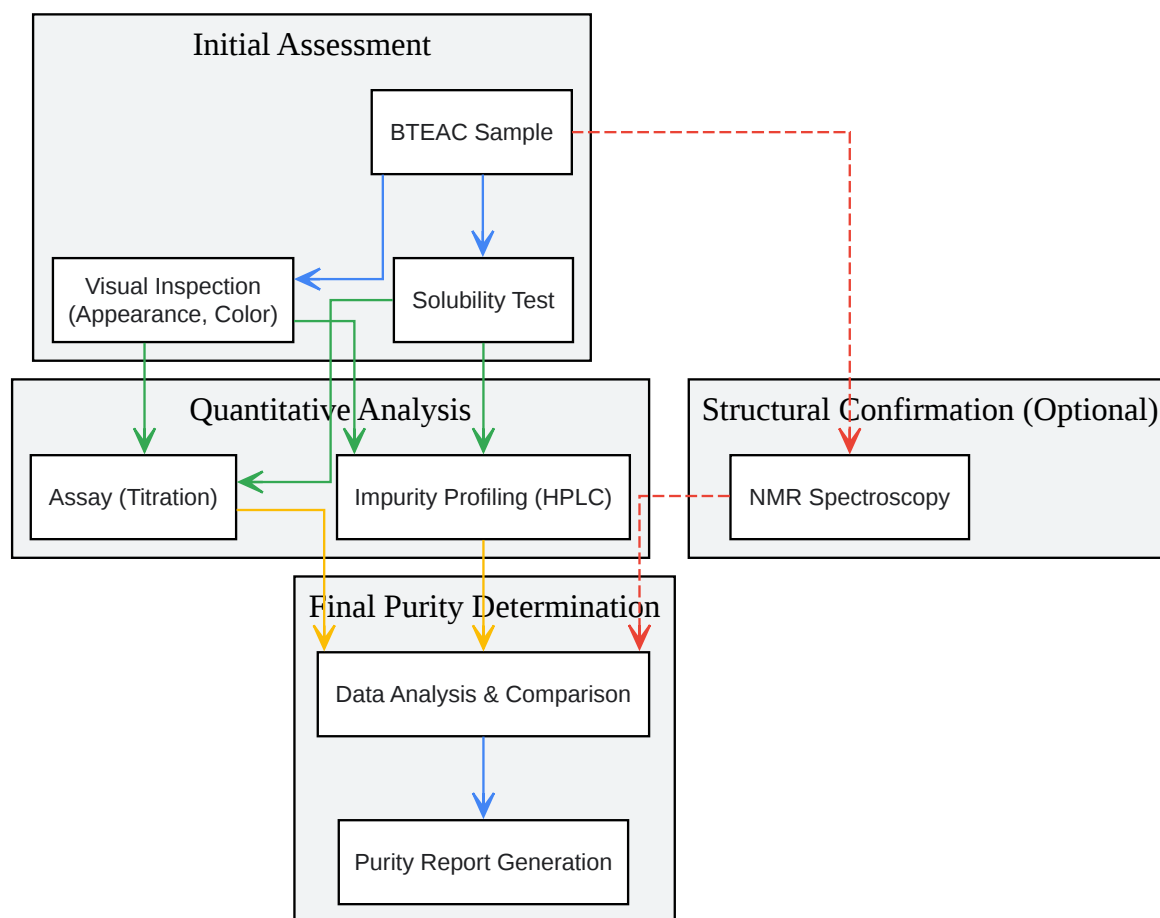 Initial Assessment
BTEAC Sample
Visual Inspection
(Appearance, Color)
Solubility Test
Quantitative Analysis
Structural Confirmation (Optional)
Assay (Titration)
Impurity Profiling (HPLC)
NMR Spectroscopy
Final Purity Determination
Data Analysis & Comparison
Purity Report Generation